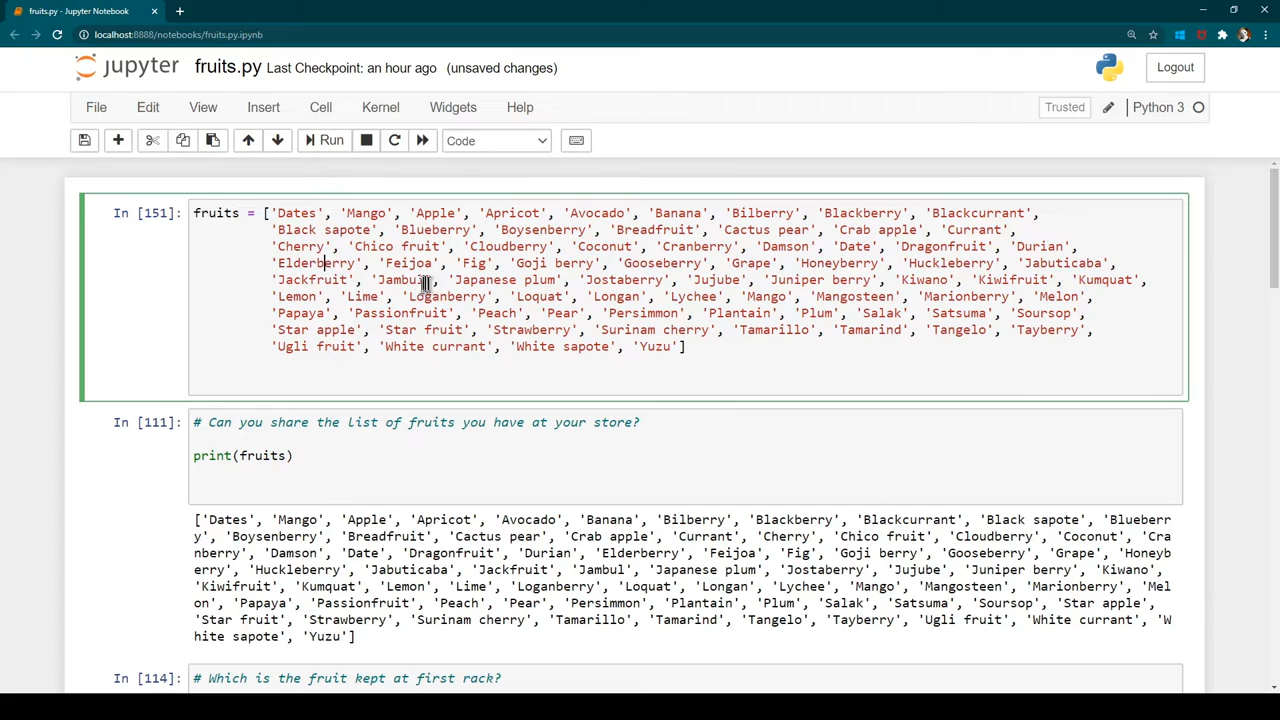 fruits.py - Jupyter Notebook
localhost:8888/notebooks/fruits.py.ipynb
jupyter fruits.py Last Checkpoint: an hour ago (unsaved changes)
Logout
File Edit View Insert Cell Kernel Widgets Help
Trusted Python 3
Run Code
In [151]: fruits = ['Dates', 'Mango', 'Apple', 'Apricot', 'Avocado', 'Banana', 'Bilberry', 'Blackberry', 'Blackcurrant',
'Black sapote', 'Blueberry', 'Boysenberry', 'Breadfruit', 'Cactus pear', 'Crab apple', 'Currant',
'Cherry', 'Chico fruit', 'Cloudberry', 'Coconut', 'Cranberry', 'Damson', 'Date', 'Dragonfruit', 'Durian',
'Elderberry', 'Feijoa', 'Fig', 'Goji berry', 'Gooseberry', 'Grape', 'Honeyberry', 'Huckleberry', 'Jabuticaba',
'Jackfruit', 'Jambul', 'Japanese plum', 'Jostaberry', 'Jujube', 'Juniper berry', 'Kiwano', 'Kiwifruit', 'Kumquat',
'Lemon', 'Lime', 'Loganberry', 'Loquat', 'Longan', 'Lychee', 'Mango', 'Mangosteen', 'Marionberry', 'Melon',
'Papaya', 'Passionfruit', 'Peach', 'Pear', 'Persimmon', 'Plantain', 'Plum', 'Salak', 'Satsuma', 'Soursop',
'Star apple', 'Star fruit', 'Strawberry', 'Surinam cherry', 'Tamarillo', 'Tamarind', 'Tangelo', 'Tayberry',
'Ugli fruit', 'White currant', 'White sapote', 'Yuzu']
In [111]: # Can you share the list of fruits you have at your store?
print(fruits)
['Dates', 'Mango', 'Apple', 'Apricot', 'Avocado', 'Banana', 'Bilberry', 'Blackberry', 'Blackcurrant', 'Black sapote', 'Blueberr
y', 'Boysenberry', 'Breadfruit', 'Cactus pear', 'Crab apple', 'Currant', 'Cherry', 'Chico fruit', 'Cloudberry', 'Coconut', 'Cra
nberry', 'Damson', 'Date', 'Dragonfruit', 'Durian', 'Elderberry', 'Feijoa', 'Fig', 'Goji berry', 'Gooseberry', 'Grape', 'Honeyb
erry', 'Huckleberry', 'Jabuticaba', 'Jackfruit', 'Jambul', 'Japanese plum', 'Jostaberry', 'Jujube', 'Juniper berry', 'Kiwano',
'Kiwifruit', 'Kumquat', 'Lemon', 'Lime', 'Loganberry', 'Loquat', 'Longan', 'Lychee', 'Mango', 'Mangosteen', 'Marionberry', 'Mel
on', 'Papaya', 'Passionfruit', 'Peach', 'Pear', 'Persimmon', 'Plantain', 'Plum', 'Salak', 'Satsuma', 'Soursop', 'Star apple',
'Star fruit', 'Strawberry', 'Surinam cherry', 'Tamarillo', 'Tamarind', 'Tangelo', 'Tayberry', 'Ugli fruit', 'White currant', 'W
hite sapote', 'Yuzu']
In [114]: # Which is the fruit kept at first rack?